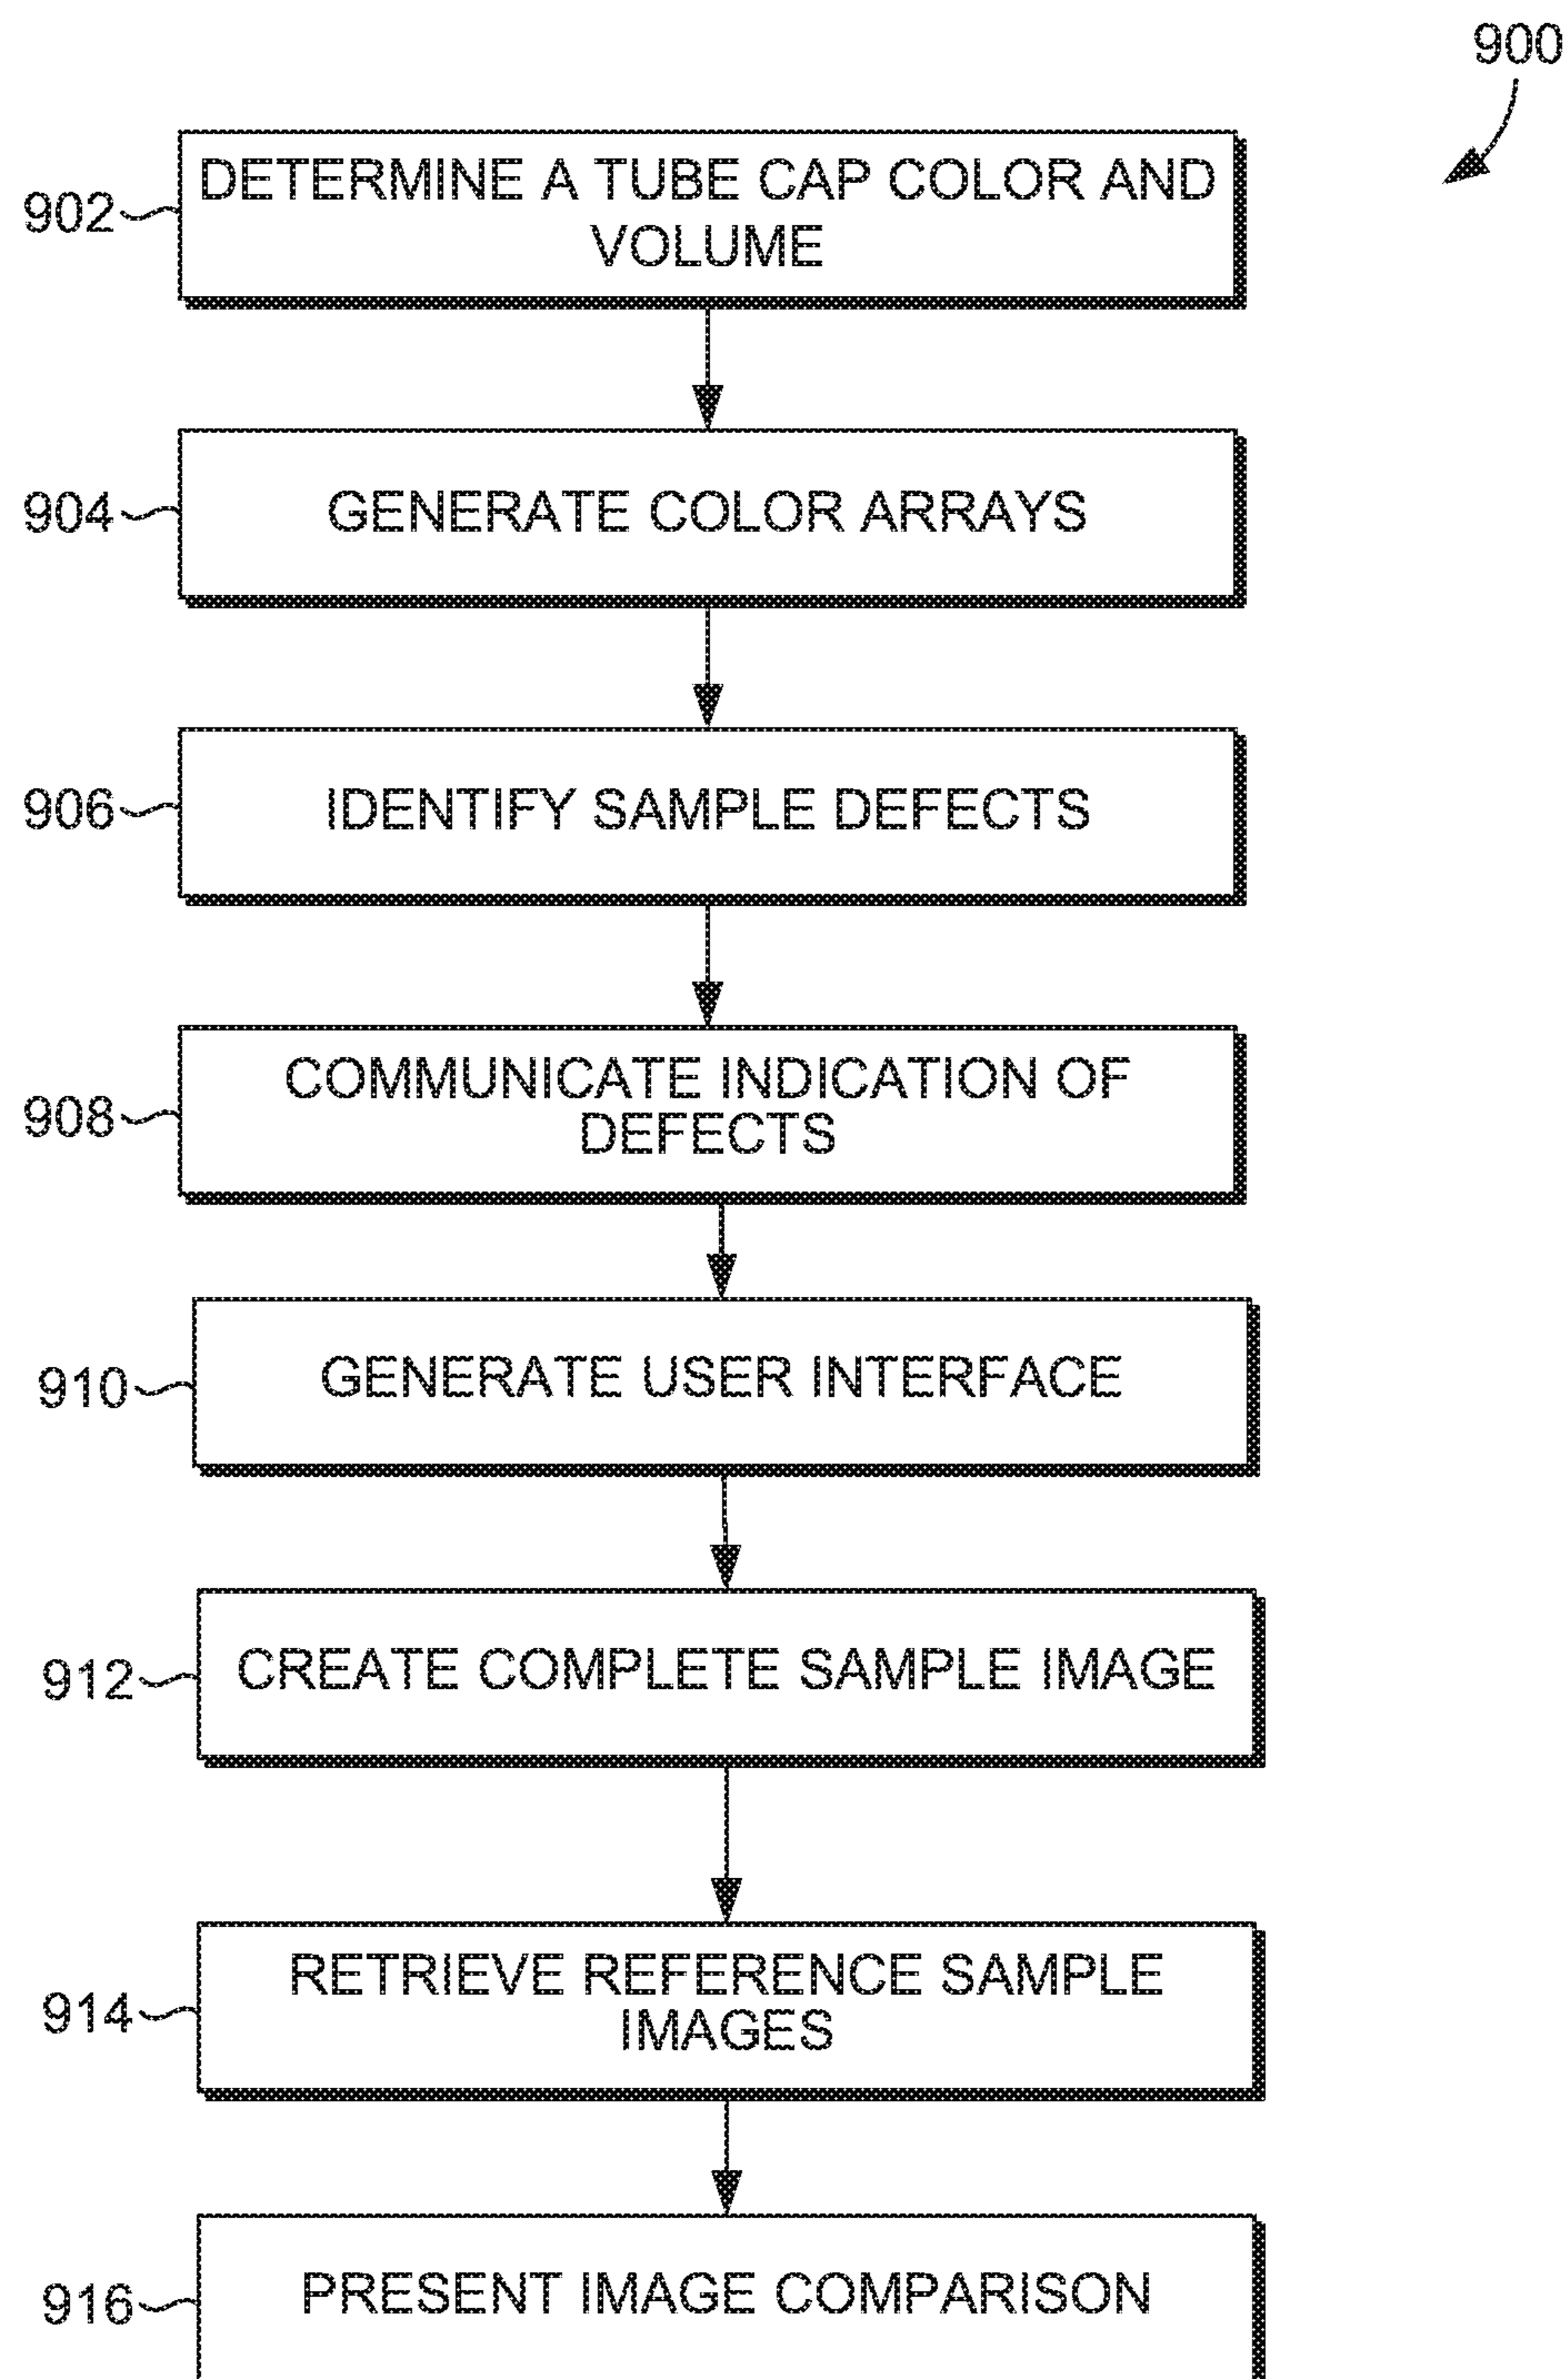 900
902
DETERMINE A TUBE CAP COLOR AND
VOLUME
904
GENERATE COLOR ARRAYS
906
IDENTIFY SAMPLE DEFECTS
908
COMMUNICATE INDICATION OF
DEFECTS
910
GENERATE USER INTERFACE
912
CREATE COMPLETE SAMPLE IMAGE
914
RETRIEVE REFERENCE SAMPLE
IMAGES
916
PRESENT IMAGE COMPARISON